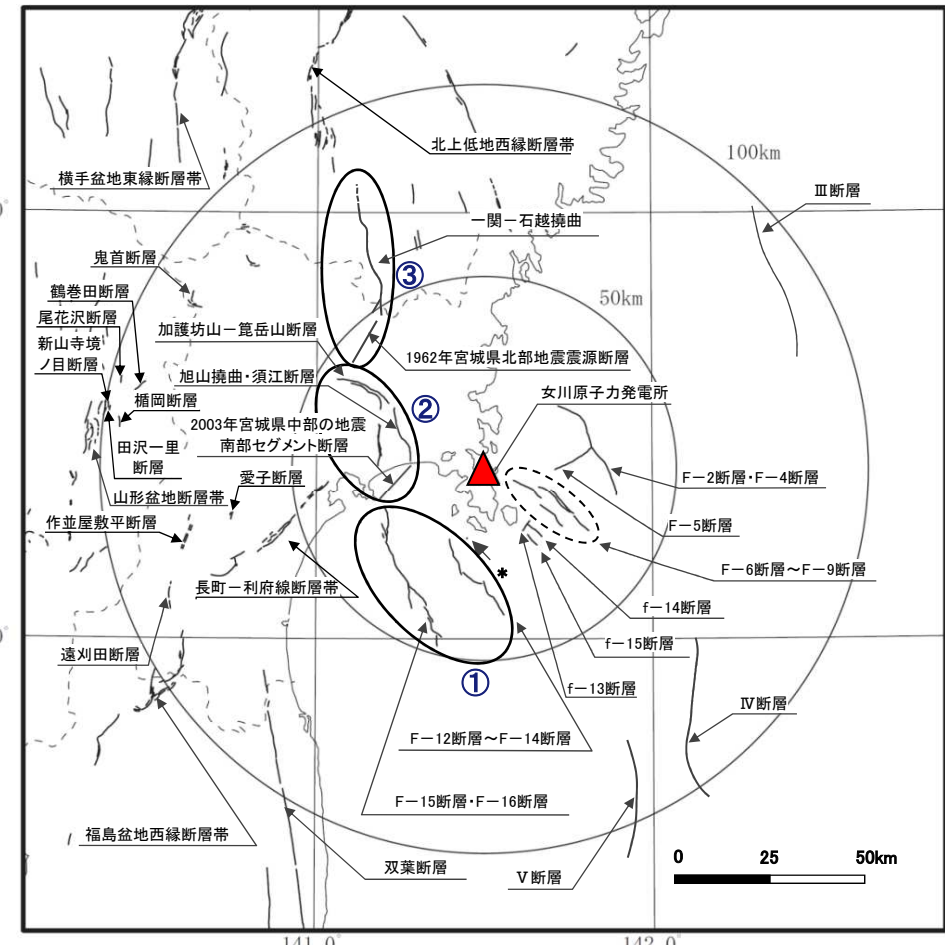 北上低地西縁断層帯
100km
横手盆地東縁断層帯
Ⅲ断層
一関－石越撓曲
鬼首断層
③
鶴巻田断層
50km
尾花沢断層
加護坊山－箆岳山断層
新山寺境
ノ目断層
1962年宮城県北部地震震源断層
旭山撓曲・須江断層
女川原子力発電所
楯岡断層
②
2003年宮城県中部の地震
南部セグメント断層
田沢一里
断層
愛子断層
F－2断層・F－4断層
山形盆地断層帯
作並屋敷平断層
F－5断層
F－6断層～F－9断層
*
長町－利府線断層帯
f－14断層
遠刈田断層
f－15断層
①
f－13断層
Ⅳ断層
F－12断層～F－14断層
F－15断層・F－16断層
福島盆地西縁断層帯
双葉断層
Ⅴ断層
0 25 50km
141.0°
142.0°